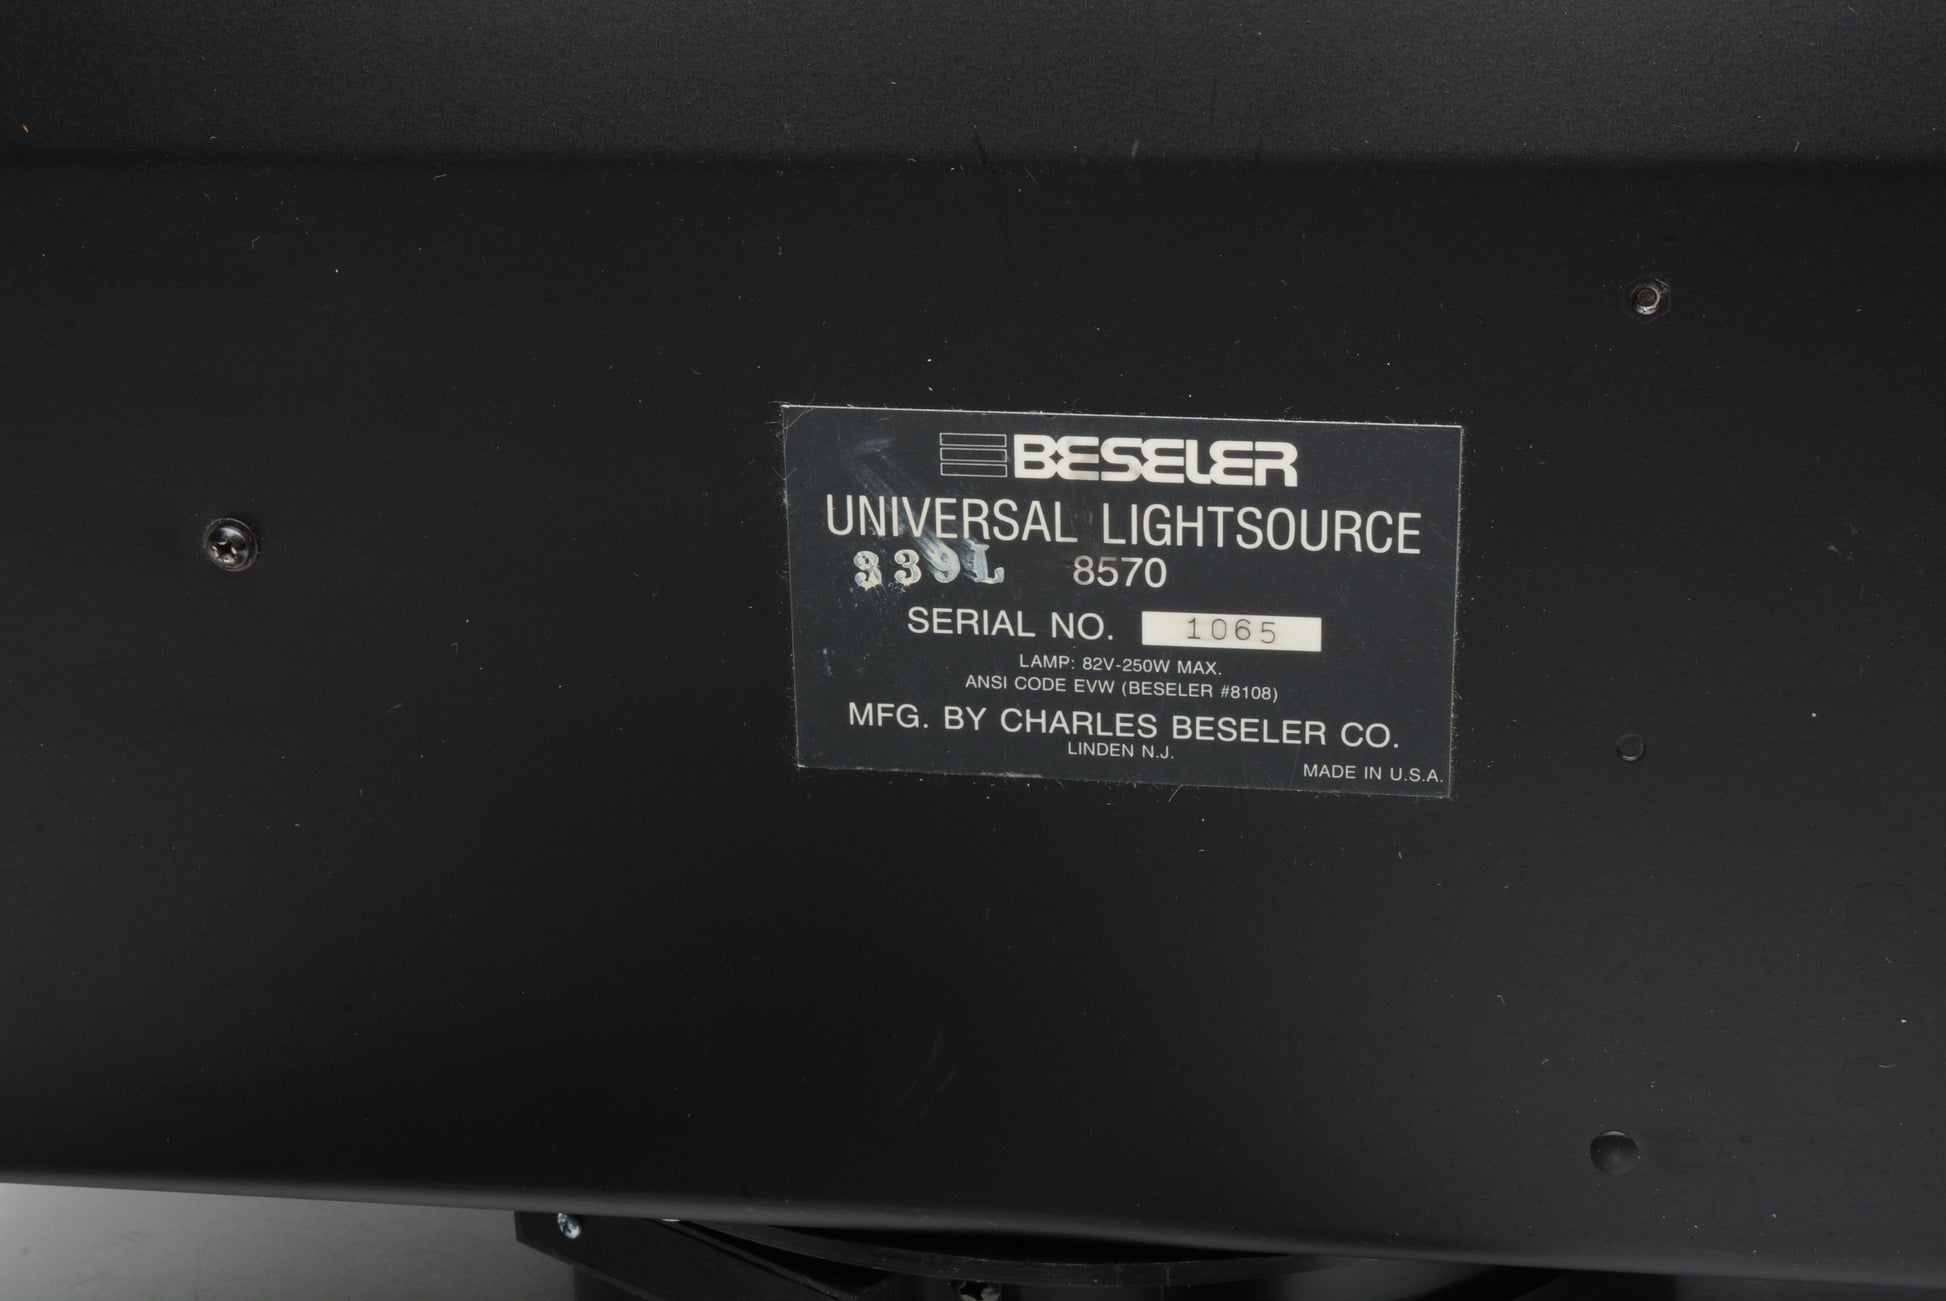 BESELER
UNIVERSAL LIGHTSOURCE
339L 8570
SERIAL NO. 1065
LAMP: 82V-250W MAX.
ANSI CODE EVW (BESELER #8108)
MFG. BY CHARLES BESELER CO.
LINDEN N.J.
MADE IN U.S.A.